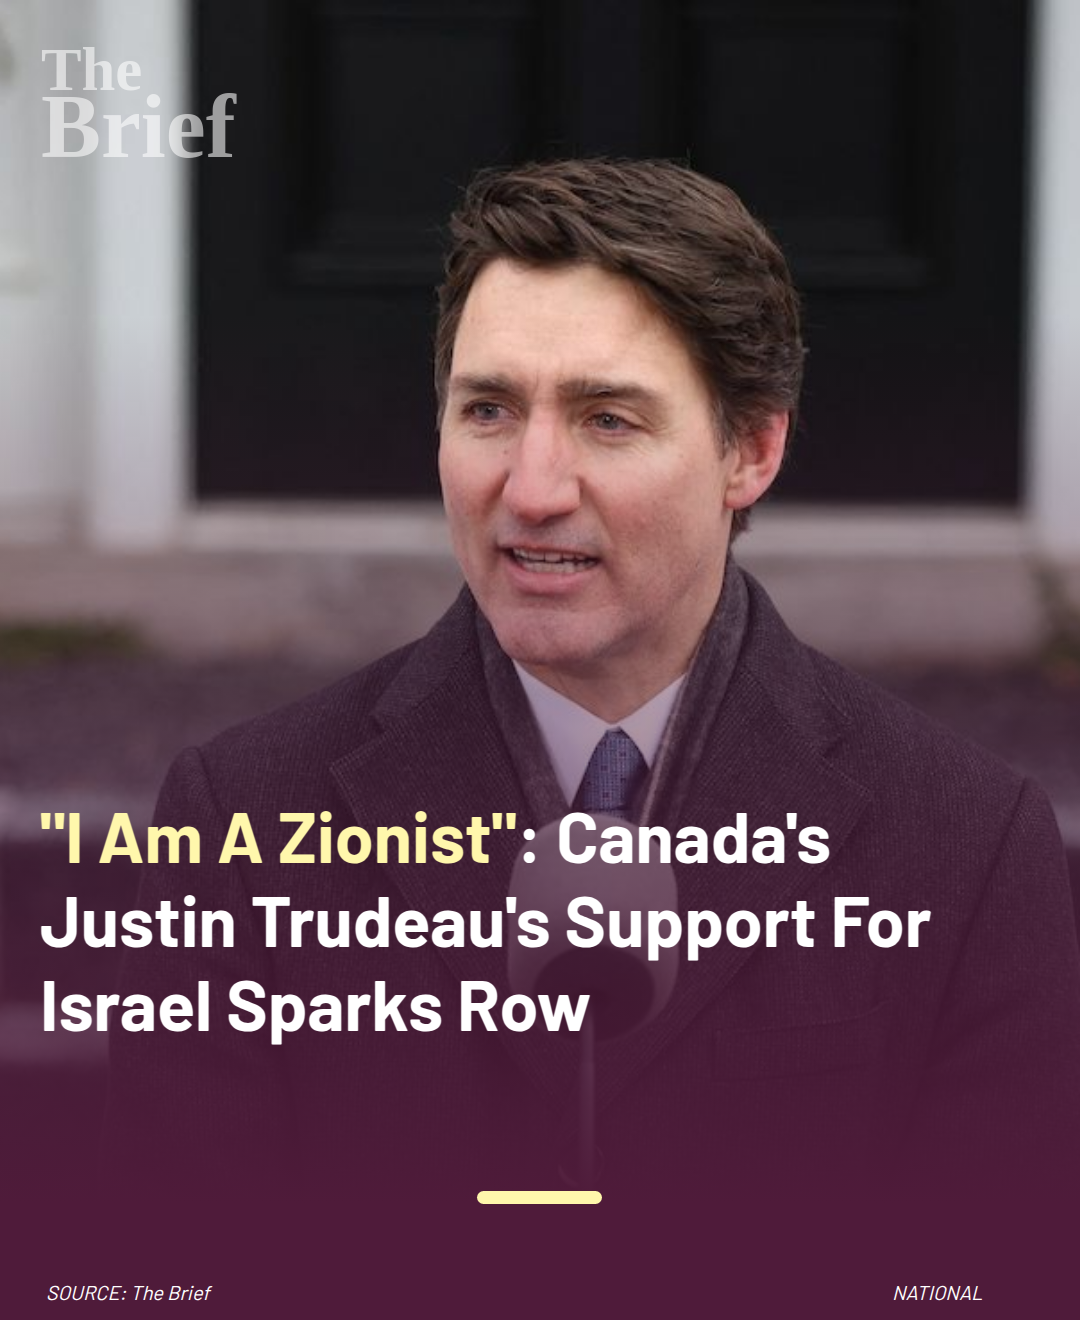 The
Brief
"I Am A Zionist": Canada's
Justin Trudeau's Support For
Israel Sparks Row
SOURCE: The Brief
NATIONAL